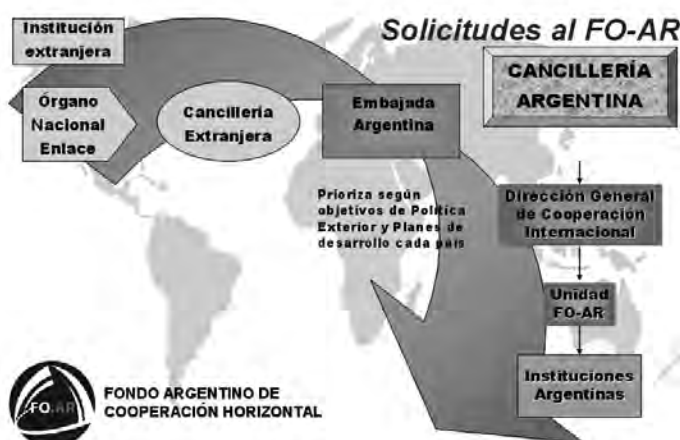 Solicitudes al FO-AR
Institución
extranjera
Órgano
Nacional
Enlace
Cancillería
Extranjera
Embajada
Argentina
CANCILLERÍA
ARGENTINA
Prioriza según
objetivos de Política
Exterior y Planes de
desarrollo cada país
Dirección General
de Cooperación
Internacional
Unidad
FO-AR
Instituciones
Argentinas
FO-AR
FONDO ARGENTINO DE
COOPERACIÓN HORIZONTAL